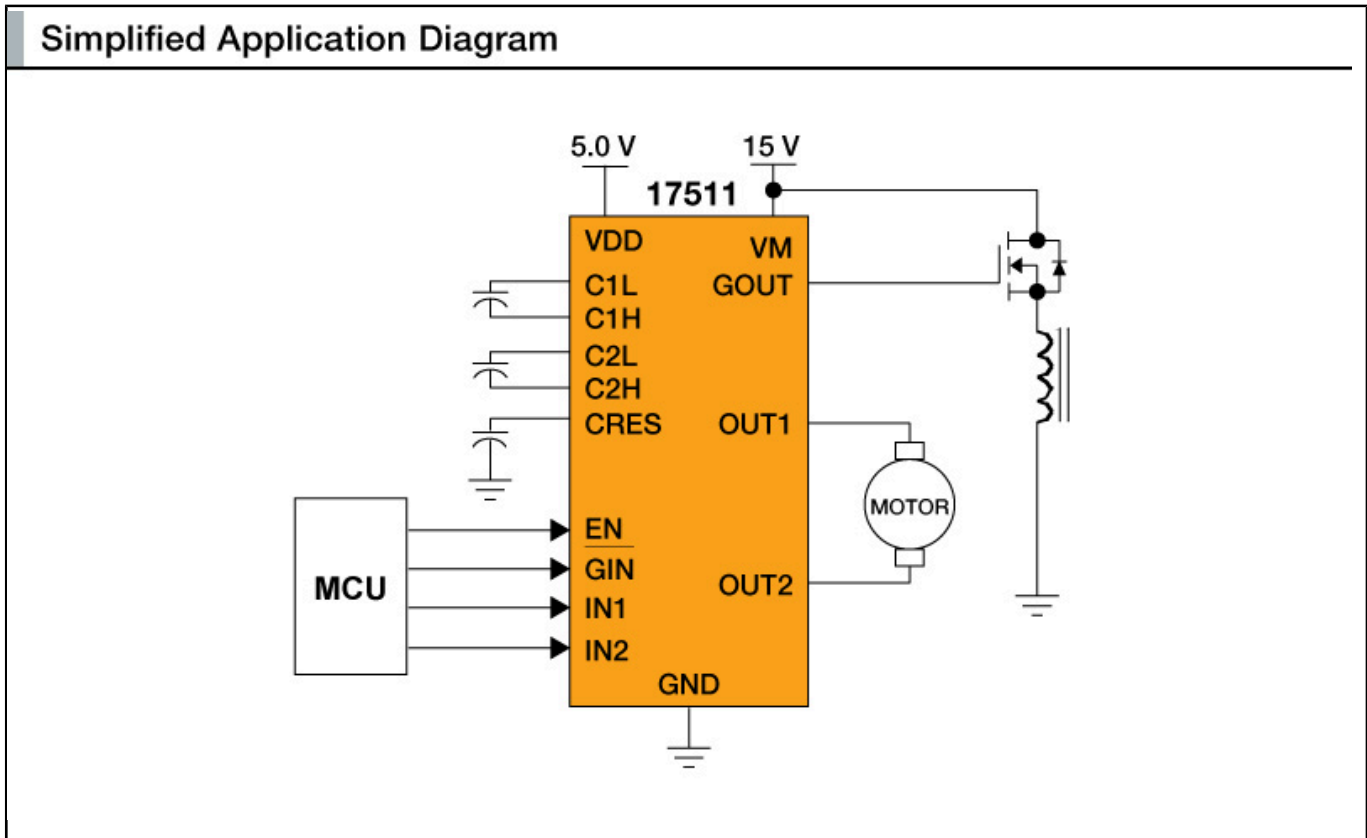 Simplified Application Diagram
5.0 V
15 V
17511
VDD
VM
C1L
GOUT
C1H
C2L
C2H
CRES
OUT1
MCU
EN
GIN
IN1
IN2
OUT2
MOTOR
GND